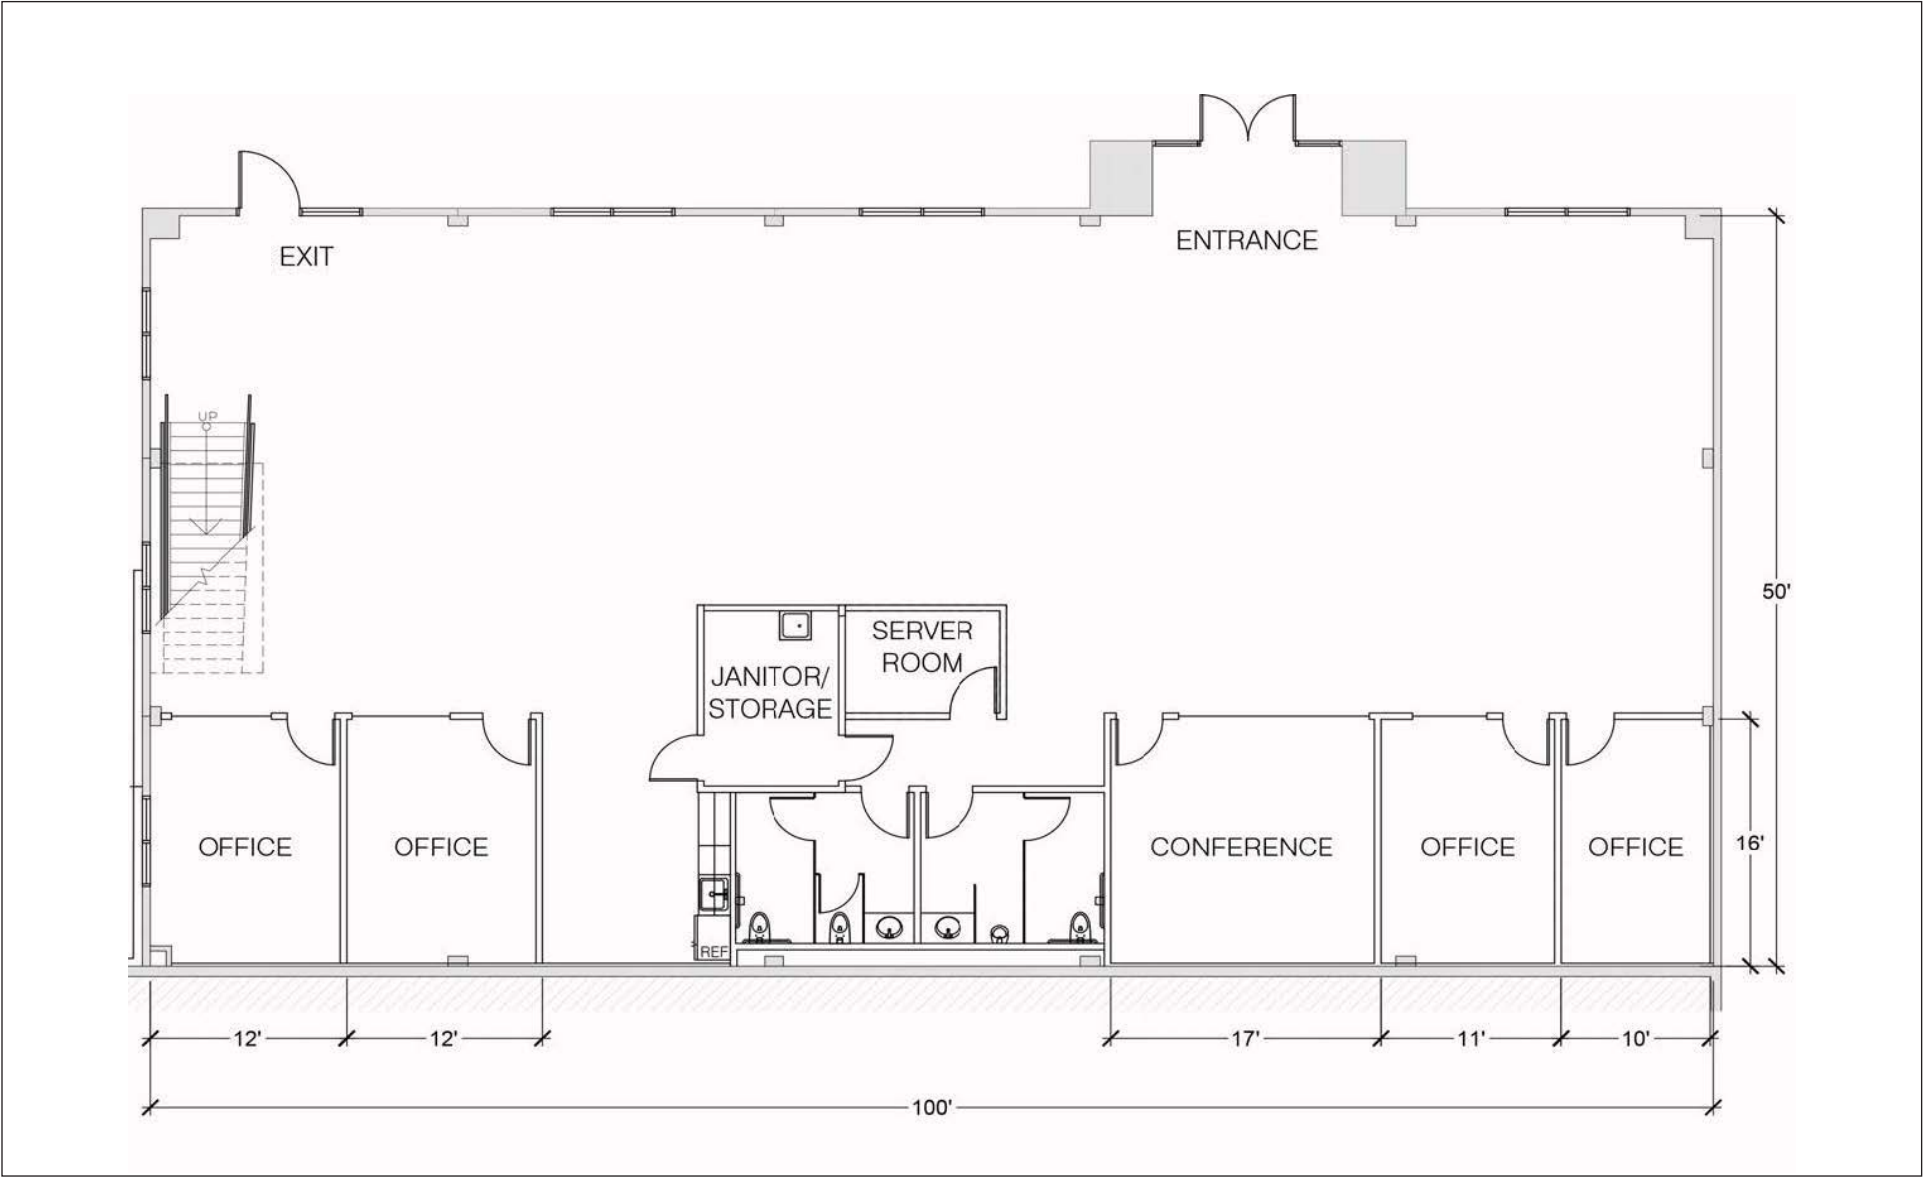 EXIT
ENTRANCE
UP
50'
SERVER
ROOM
JANITOR/
STORAGE
OFFICE
OFFICE
CONFERENCE
OFFICE
OFFICE
16'
REF
12'
12'
17'
11'
10'
100'